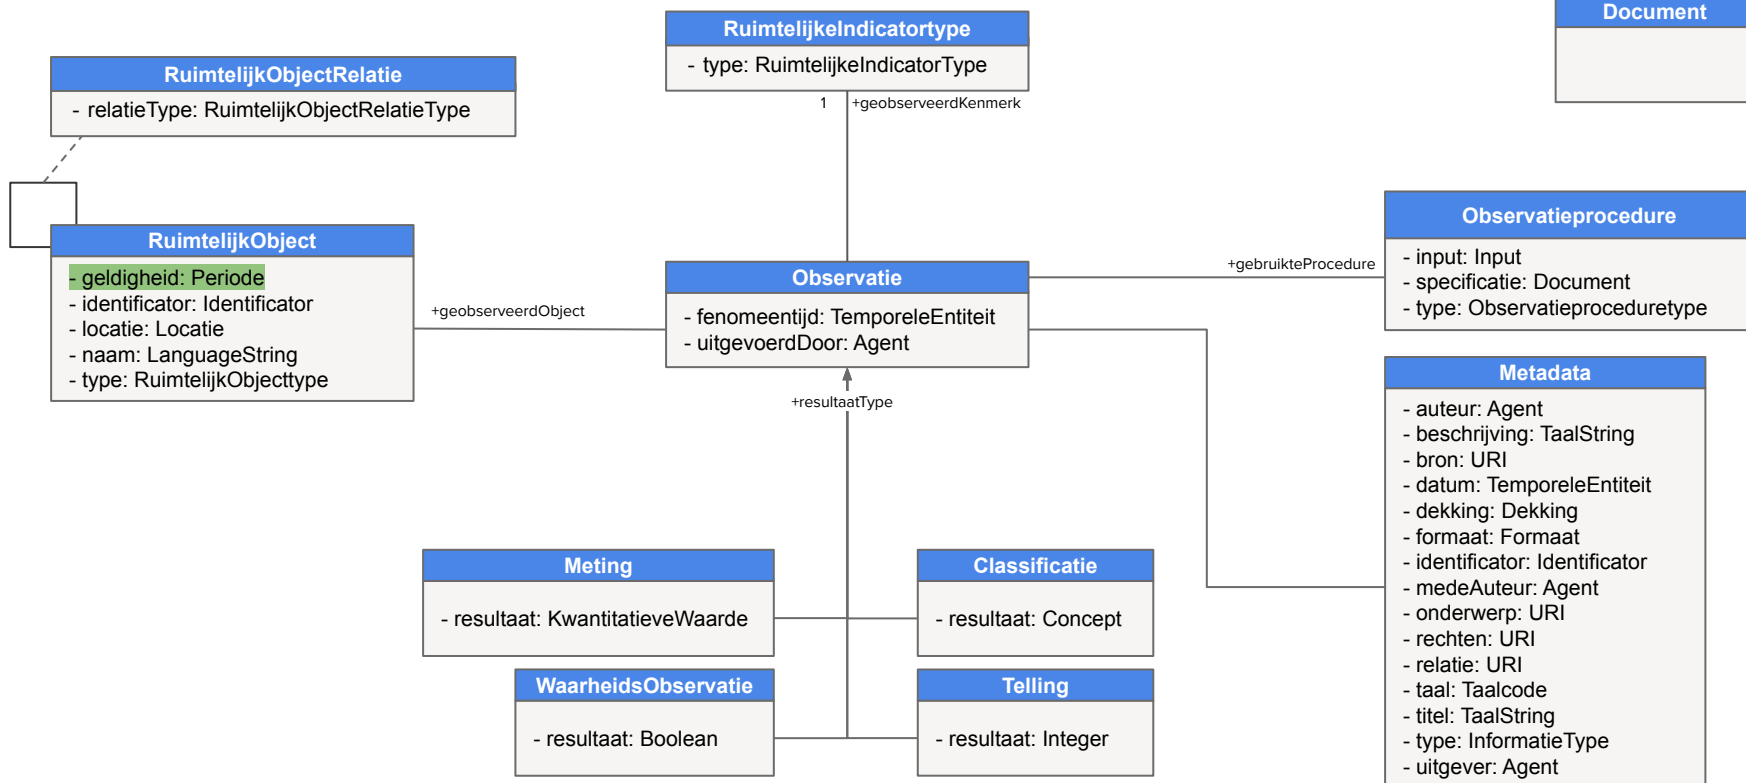 Document
RuimtelijkeIndicatortype
- type: RuimtelijkeIndicatorType
RuimtelijkObjectRelatie
- relatieType: RuimtelijkObjectRelatieType
1
+geobserveerdKenmerk
RuimtelijkObject
- geldigheid: Periode
- identificator: Identificator
- locatie: Locatie
- naam: LanguageString
- type: RuimtelijkObjecttype
+geobserveerdObject
Observatie
- fenomeentijd: TemporeleEntiteit
- uitgevoerdDoor: Agent
+gebruikteProcedure
Observatieprocedure
- input: Input
- specificatie: Document
- type: Observatieproceduretype
+resultaatType
Metadata
- auteur: Agent
- beschrijving: TaalString
- bron: URI
- datum: TemporeleEntiteit
- dekking: Dekking
- formaat: Formaat
- identificator: Identificator
- medeAuteur: Agent
- onderwerp: URI
- rechten: URI
- relatie: URI
- taal: Taalcode
- titel: TaalString
- type: InformatieType
- uitgever: Agent
Meting
- resultaat: KwantitatieveWaarde
Classificatie
- resultaat: Concept
WaarheidsObservatie
- resultaat: Boolean
Telling
- resultaat: Integer